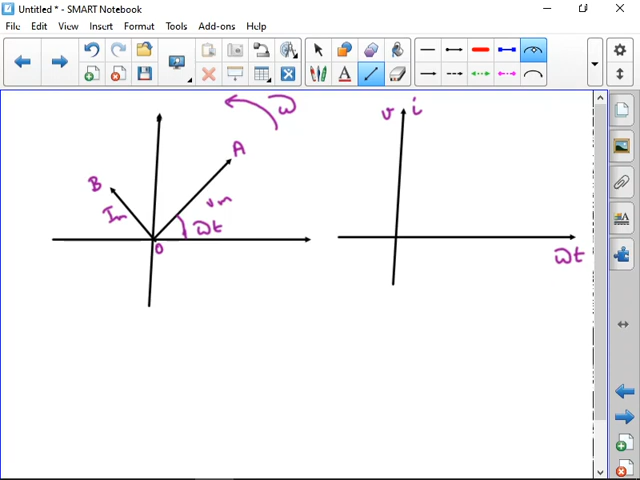 Untitled * - SMART Notebook
File Edit View Insert Format Tools Add-ons Help
ω
v i
A
B
Vm
Im
ωt
O
ωt